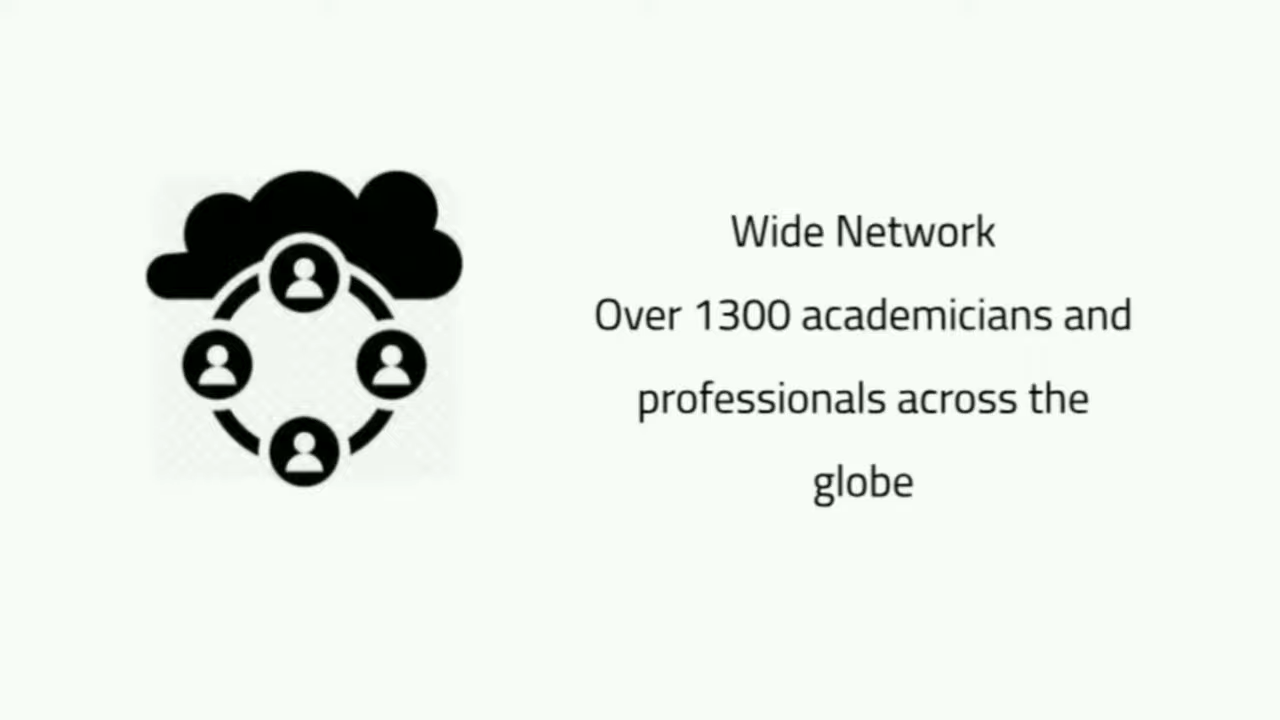 Wide Network
Over 1300 academicians and
professionals across the
globe